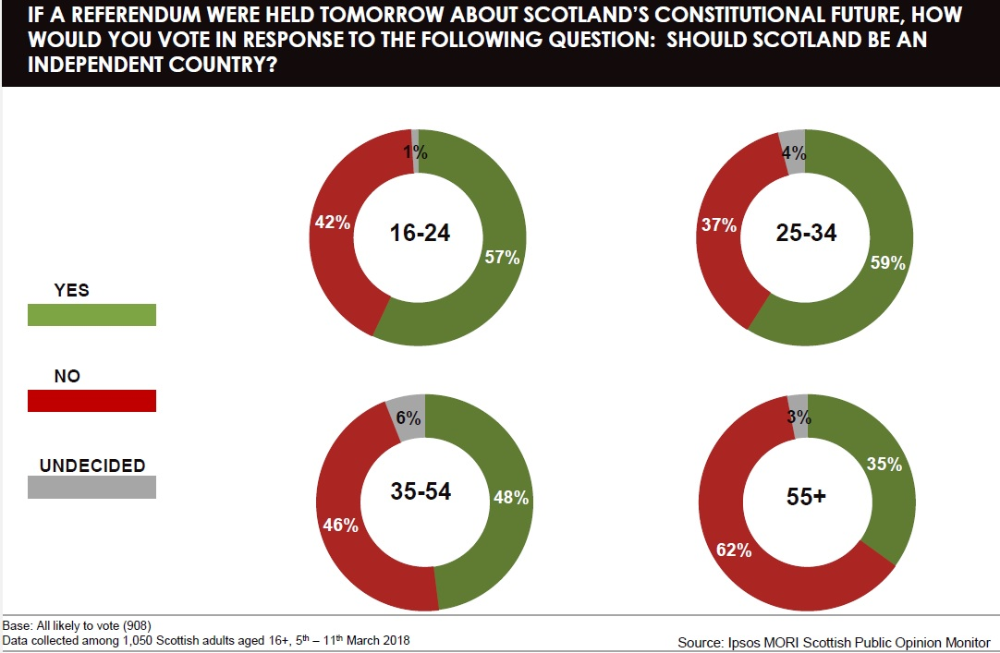 IF A REFERENDUM WERE HELD TOMORROW ABOUT SCOTLAND’S CONSTITUTIONAL FUTURE, HOW
WOULD YOU VOTE IN RESPONSE TO THE FOLLOWING QUESTION:  SHOULD SCOTLAND BE AN
INDEPENDENT COUNTRY?
1%
42%
16-24
57%
4%
37%
25-34
59%
YES
NO
UNDECIDED
6%
35-54
48%
46%
3%
35%
55+
62%
Base: All likely to vote (908)
Data collected among 1,050 Scottish adults aged 16+, 5th – 11th March 2018
Source: Ipsos MORI Scottish Public Opinion Monitor